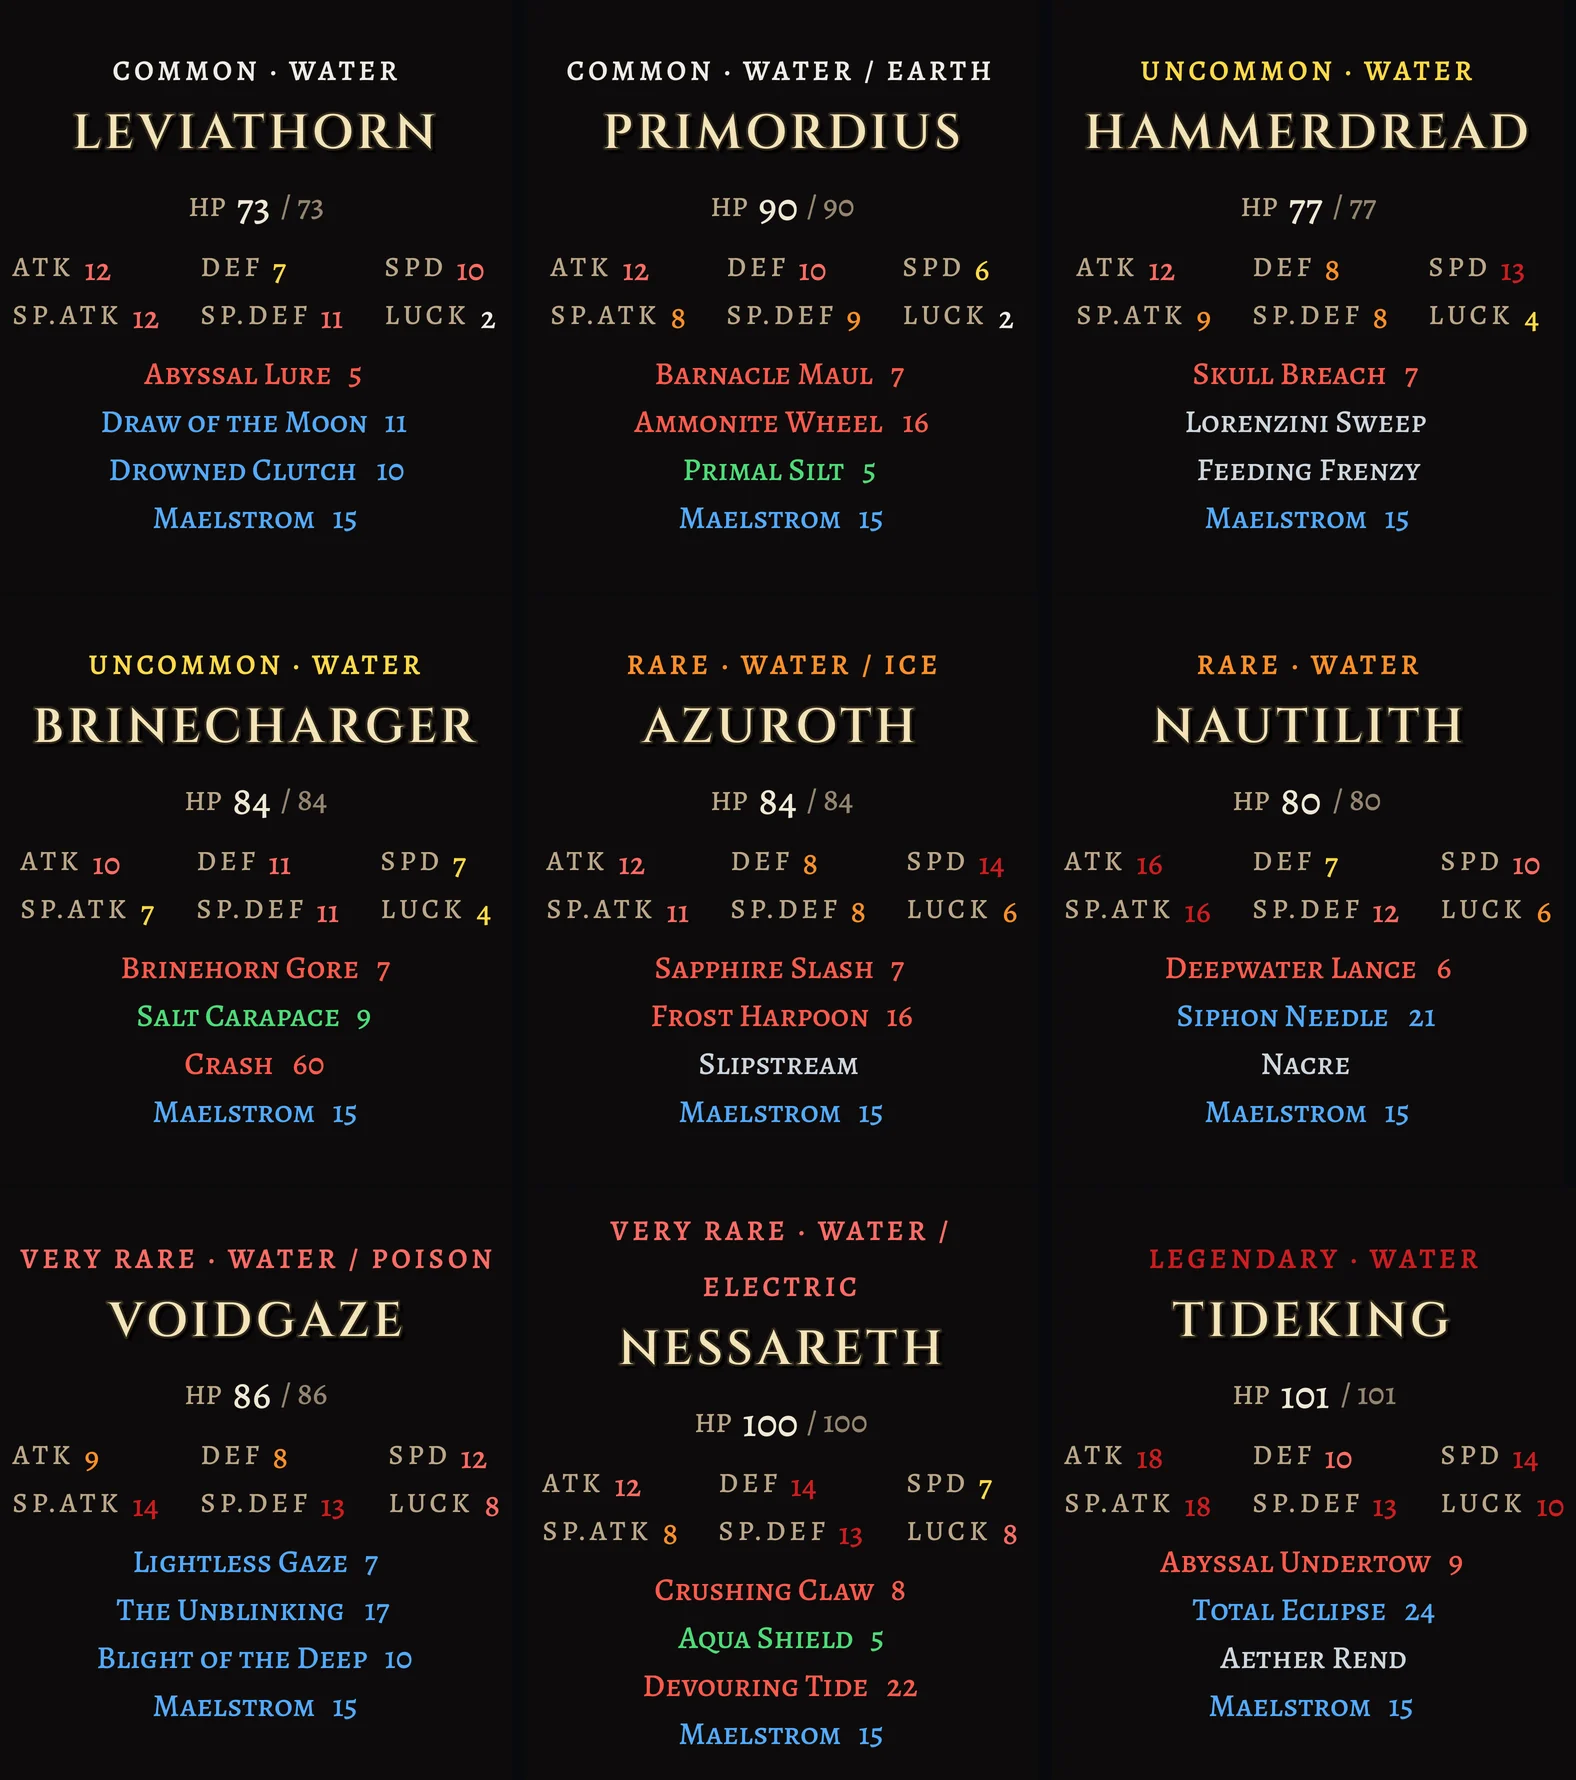 COMMON · WATER
LEVIATHORN
HP 73 / 73
ATK 12 DEF 7 SPD 10
SP.ATK 12 SP.DEF 11 LUCK 2
ABYSSAL LURE 5
DRAW OF THE MOON 11
DROWNED CLUTCH 10
MAELSTROM 15
COMMON · WATER / EARTH
PRIMORDIUS
HP 90 / 90
ATK 12 DEF 10 SPD 6
SP.ATK 8 SP.DEF 9 LUCK 2
BARNACLE MAUL 7
AMMONITE WHEEL 16
PRIMAL SILT 5
MAELSTROM 15
UNCOMMON · WATER
HAMMERDREAD
HP 77 / 77
ATK 12 DEF 8 SPD 13
SP.ATK 9 SP.DEF 8 LUCK 4
SKULL BREACH 7
LORENZINI SWEEP
FEEDING FRENZY
MAELSTROM 15
UNCOMMON · WATER
BRINECHARGER
HP 84 / 84
ATK 10 DEF 11 SPD 7
SP.ATK 7 SP.DEF 11 LUCK 4
BRINEHORN GORE 7
SALT CARAPACE 9
CRASH 60
MAELSTROM 15
RARE · WATER / ICE
AZUROTH
HP 84 / 84
ATK 12 DEF 8 SPD 14
SP.ATK 11 SP.DEF 8 LUCK 6
SAPPHIRE SLASH 7
FROST HARPOON 16
SLIPSTREAM
MAELSTROM 15
RARE · WATER
NAUTILITH
HP 80 / 80
ATK 16 DEF 7 SPD 10
SP.ATK 16 SP.DEF 12 LUCK 6
DEEPWATER LANCE 6
SIPHON NEEDLE 21
NACRE
MAELSTROM 15
VERY RARE · WATER / POISON
VOIDGAZE
HP 86 / 86
ATK 9 DEF 8 SPD 12
SP.ATK 14 SP.DEF 13 LUCK 8
LIGHTLESS GAZE 7
THE UNBLINKING 17
BLIGHT OF THE DEEP 10
MAELSTROM 15
VERY RARE · WATER /
ELECTRIC
NESSARETH
HP 100 / 100
ATK 12 DEF 14 SPD 7
SP.ATK 8 SP.DEF 13 LUCK 8
CRUSHING CLAW 8
AQUA SHIELD 5
DEVOURING TIDE 22
MAELSTROM 15
LEGENDARY · WATER
TIDEKING
HP 101 / 101
ATK 18 DEF 10 SPD 14
SP.ATK 18 SP.DEF 13 LUCK 10
ABYSSAL UNDERTOW 9
TOTAL ECLIPSE 24
AETHER REND
MAELSTROM 15